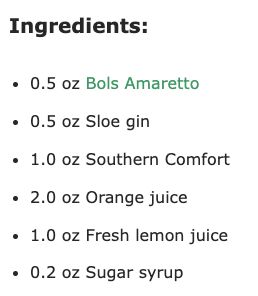 Ingredients:
• 0.5 oz Bols Amaretto
• 0.5 oz Sloe gin
• 1.0 oz Southern Comfort
• 2.0 oz Orange juice
• 1.0 oz Fresh lemon juice
• 0.2 oz Sugar syrup